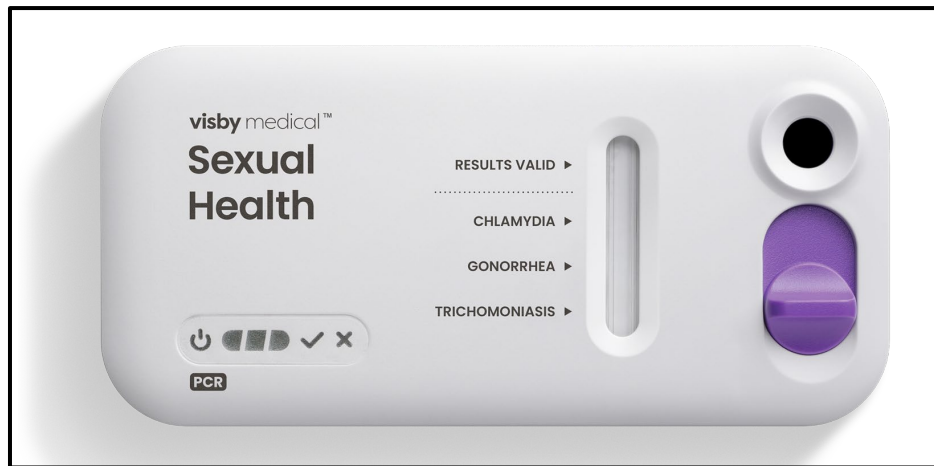 visby medical™
Sexual
Health
RESULTS VALID ▶
CHLAMYDIA ▶
GONORRHEA ▶
TRICHOMONIASIS ▶
PCR